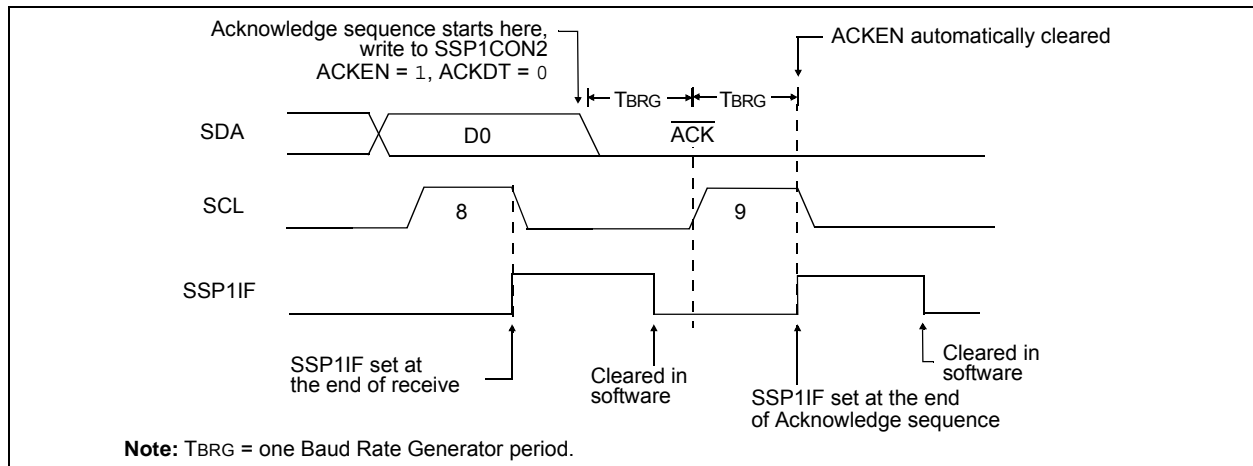 Acknowledge sequence starts here,
write to SSP1CON2
ACKEN = 1, ACKDT = 0
ACKEN automatically cleared
TBRG
TBRG
SDA
D0
ACK
SCL
8
9
SSP1IF
SSP1IF set at
the end of receive
Cleared in
software
SSP1IF set at the end
of Acknowledge sequence
Cleared in
software
Note: TBRG = one Baud Rate Generator period.